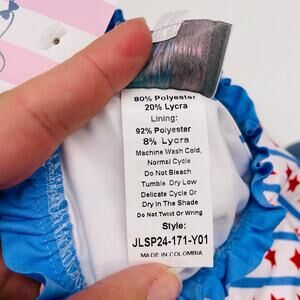 80% Polyester
20% Lycra
Lining:
92% Polyester
8% Lycra
Machine Wash Cold,
Normal Cycle
Do Not Bleach
Tumble Dry Low
Delicate Cycle Or
Dry in The Shade
Do Not Twist Or Wring
Style:
JLSP24-171-Y01
MADE IN COLOMBIA